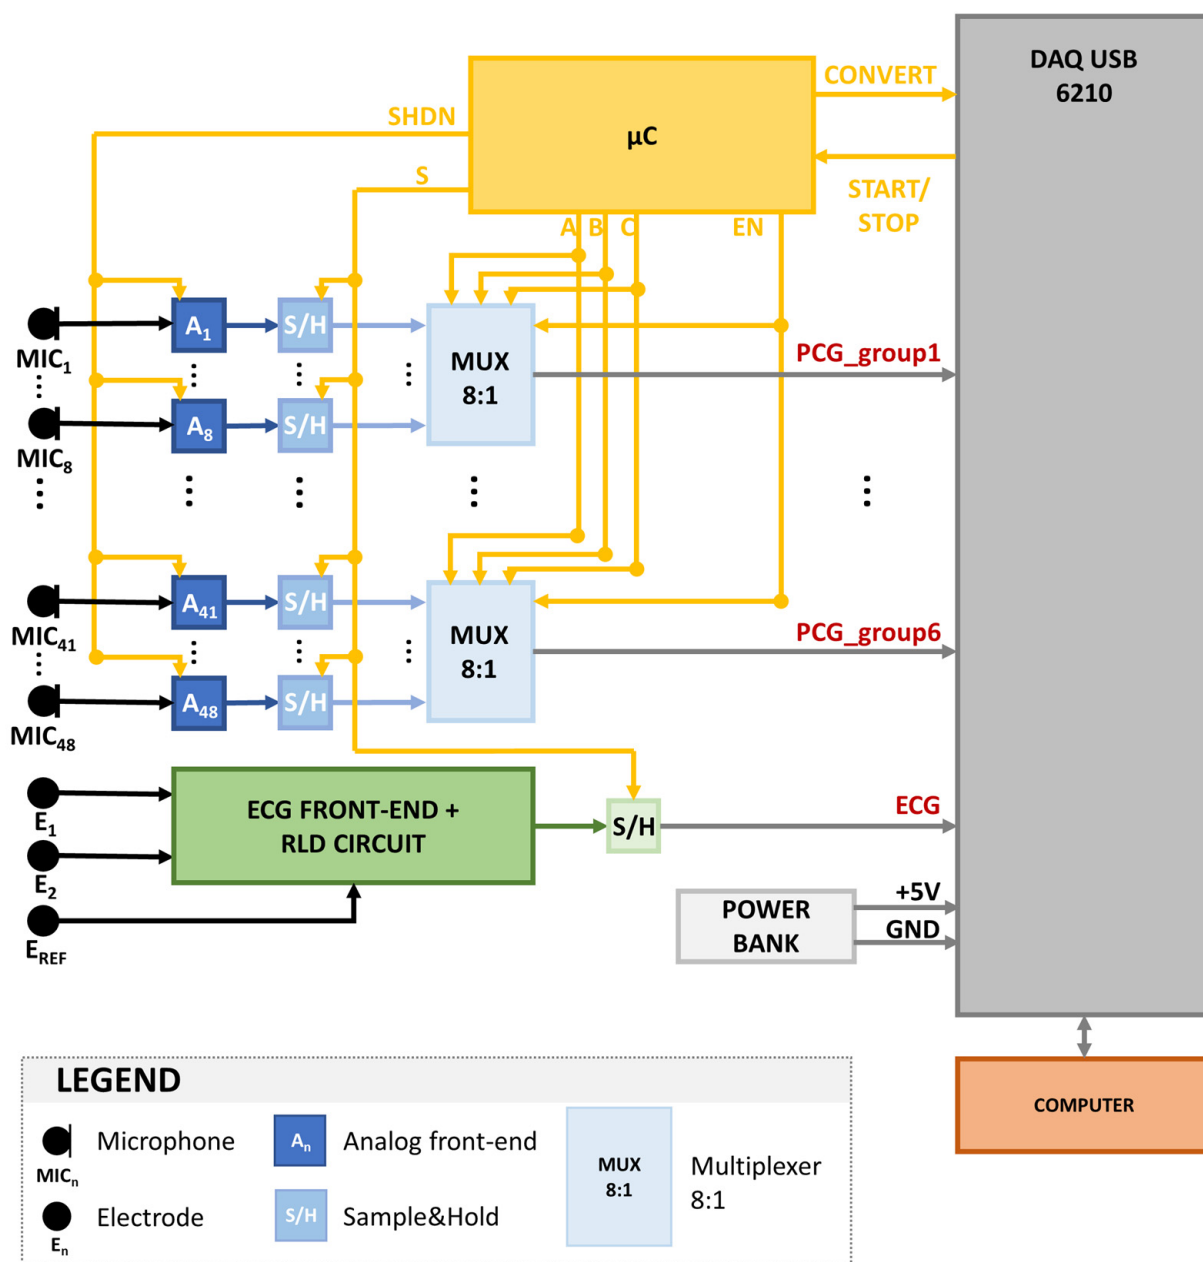 DAQ USB
6210
CONVERT
SHDN
µC
S
START/
STOP
A
B
C
EN
MIC1
A1
S/H
MUX
8:1
PCG_group1
MIC8
A8
S/H
MIC41
A41
S/H
MUX
8:1
PCG_group6
MIC48
A48
S/H
E1
ECG FRONT-END +
RLD CIRCUIT
S/H
ECG
E2
EREF
POWER
BANK
+5V
GND
COMPUTER
LEGEND
MICn
Microphone
An
Analog front-end
MUX
8:1
Multiplexer
8:1
En
Electrode
S/H
Sample&Hold